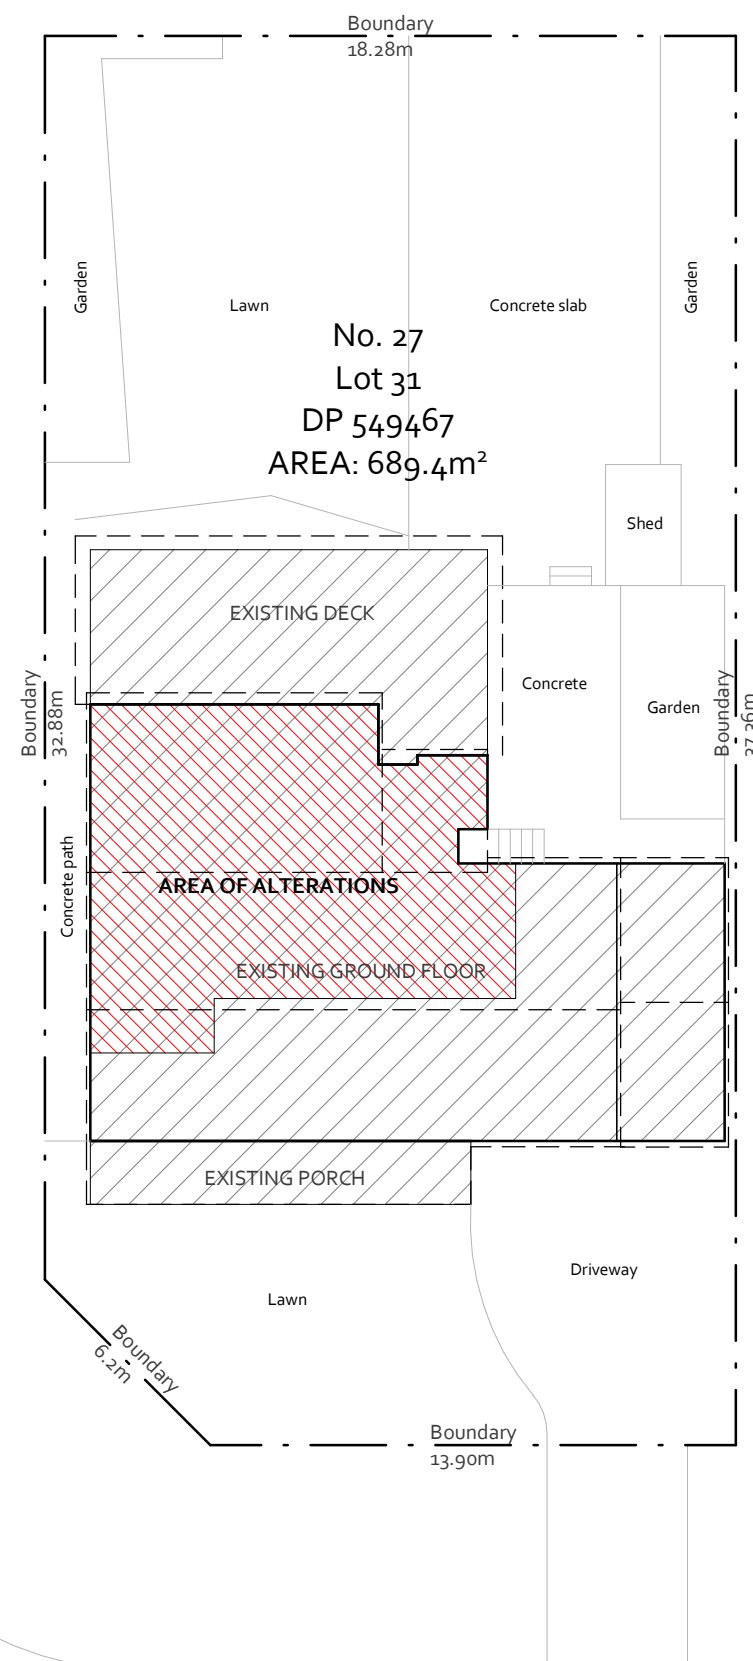 Boundary
18.28m
Garden
Lawn
Concrete slab
Garden
No. 27
Lot 31
DP 549467
AREA: 689.4m²
Shed
EXISTING DECK
Concrete
Garden
Boundary
32.88m
Boundary
37.36m
Concrete path
AREA OF ALTERATIONS
EXISTING GROUND FLOOR
EXISTING PORCH
Driveway
Lawn
Boundary
6.2m
Boundary
13.90m